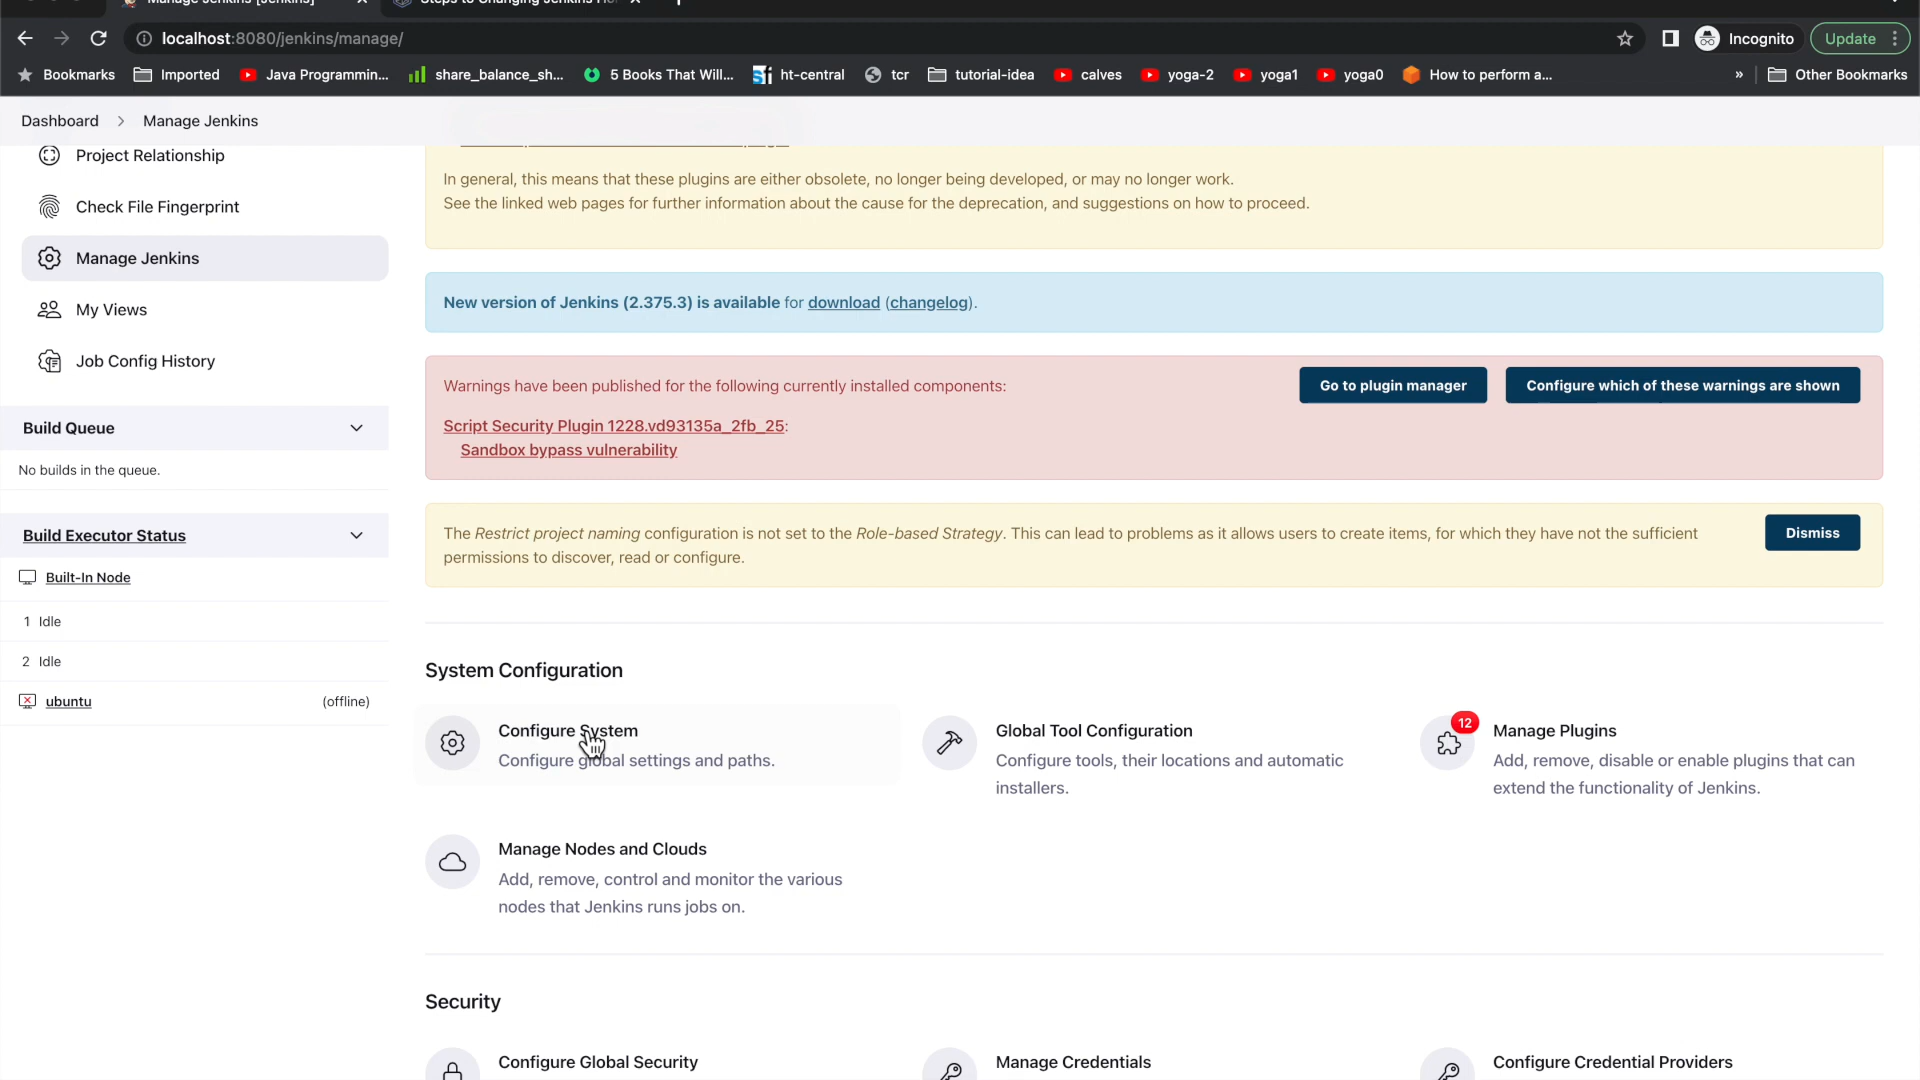 Manage Jenkins [Jenkins]
Steps to Changing Jenkins Ho
localhost:8080/jenkins/manage/
Incognito
Update
Bookmarks
Imported
Java Programmin...
share_balance_sh...
5 Books That Will...
ht-central
tcr
tutorial-idea
calves
yoga-2
yoga1
yoga0
How to perform a...
»
Other Bookmarks
Dashboard > Manage Jenkins
Project Relationship
Check File Fingerprint
Manage Jenkins
My Views
Job Config History
Build Queue
No builds in the queue.
Build Executor Status
Built-In Node
1 Idle
2 Idle
ubuntu (offline)
In general, this means that these plugins are either obsolete, no longer being developed, or may no longer work.
See the linked web pages for further information about the cause for the deprecation, and suggestions on how to proceed.
New version of Jenkins (2.375.3) is available for download (changelog).
Warnings have been published for the following currently installed components:
Go to plugin manager
Configure which of these warnings are shown
Script Security Plugin 1228.vd93135a_2fb_25:
Sandbox bypass vulnerability
The Restrict project naming configuration is not set to the Role-based Strategy. This can lead to problems as it allows users to create items, for which they have not the sufficient
permissions to discover, read or configure.
Dismiss
System Configuration
Configure System
Configure global settings and paths.
Global Tool Configuration
Configure tools, their locations and automatic
installers.
12
Manage Plugins
Add, remove, disable or enable plugins that can
extend the functionality of Jenkins.
Manage Nodes and Clouds
Add, remove, control and monitor the various
nodes that Jenkins runs jobs on.
Security
Configure Global Security
Manage Credentials
Configure Credential Providers